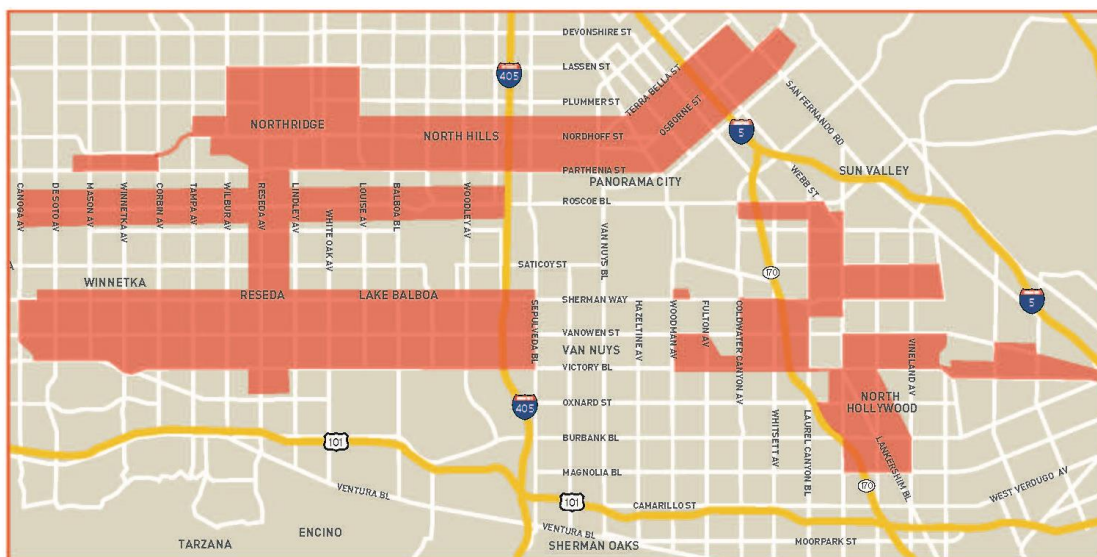 DEVONSHIRE ST
LASSEN ST
405
PLUMMER ST
TERRA BELLA ST
OSBORNE ST
SAN FERNANDO RD
NORTHRIDGE
NORTH HILLS
NORDHOFF ST
5
PARTHENIA ST
PANORAMA CITY
WEBB ST
SUN VALLEY
CANOGA AV
DE SOTO AV
MASON AV
WINNETKA AV
CORBIN AV
TAMPA AV
WILBUR AV
RESEDA AV
LINDLEY AV
WHITE OAK AV
LOUISE AV
BALBOA BL
WOODLEY AV
ROSCOE BL
VAN NUYS BL
SATICOY ST
170
A
WINNETKA
RESEDA
LAKE BALBOA
SHERMAN WAY
5
SEPULVEDA BL
HAZELTINE AV
WOODMAN AV
FULTON AV
COLDWATER CANYON AV
VANOWEN ST
VAN NUYS
VICTORY BL
VINELAND AV
NORTH
HOLLYWOOD
405
OXNARD ST
WHITSETT AV
LAUREL CANYON BL
LANKERSHIM BL
101
BURBANK BL
MAGNOLIA BL
170
WEST VERDUGO AV
VENTURA BL
101
CAMARILLO ST
TARZANA
ENCINO
VENTURA BL
SHERMAN OAKS
MOORPARK ST